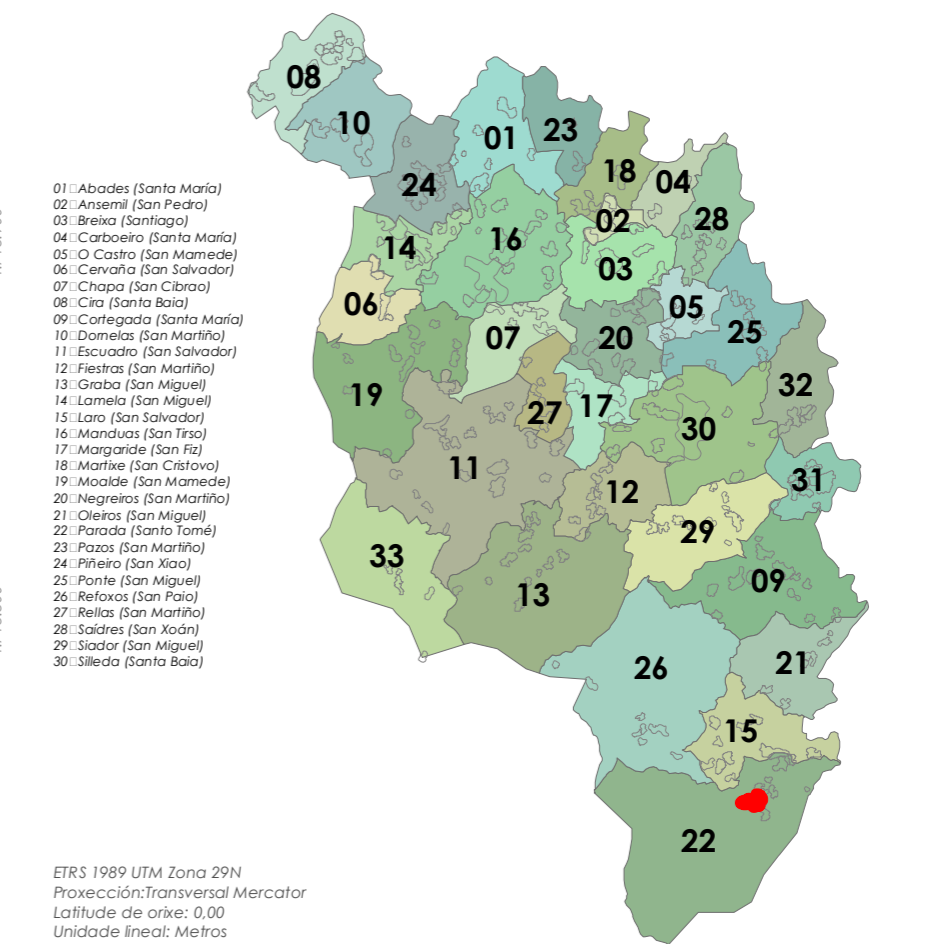 08
10
01
23
18
24
04
02
28
14
16
03
06
05
07
20
25
19
27
17
32
30
11
12
31
29
33
13
09
26
21
15
22
01 Abades (Santa María)
02 Ansemil (San Pedro)
03 Breixa (Santiago)
04 Carboeiro (Santa María)
05 O Castro (San Mamede)
06 Cervaña (San Salvador)
07 Chapa (San Cibrao)
08 Cira (Santa Baia)
09 Cortegada (Santa María)
10 Dornelas (San Martiño)
11 Escuadro (San Salvador)
12 Fiestras (San Martiño)
13 Graba (San Miguel)
14 Lamela (San Miguel)
15 Laro (San Salvador)
16 Manduas (San Tirso)
17 Margaride (San Fiz)
18 Martixe (San Cristovo)
19 Moalde (San Mamede)
20 Negreiros (San Martiño)
21 Oleiros (San Miguel)
22 Parada (Santo Tomé)
23 Pazos (San Martiño)
24 Piñeiro (San Xiao)
25 Ponte (San Miguel)
26 Refoxos (San Paio)
27 Rellas (San Martiño)
28 Saídres (San Xoán)
29 Siador (San Miguel)
30 Silleda (Santa Baia)
ETRS 1989 UTM Zona 29N
Proxección:Transversal Mercator
Latitude de orixe: 0,00
Unidade lineal: Metros